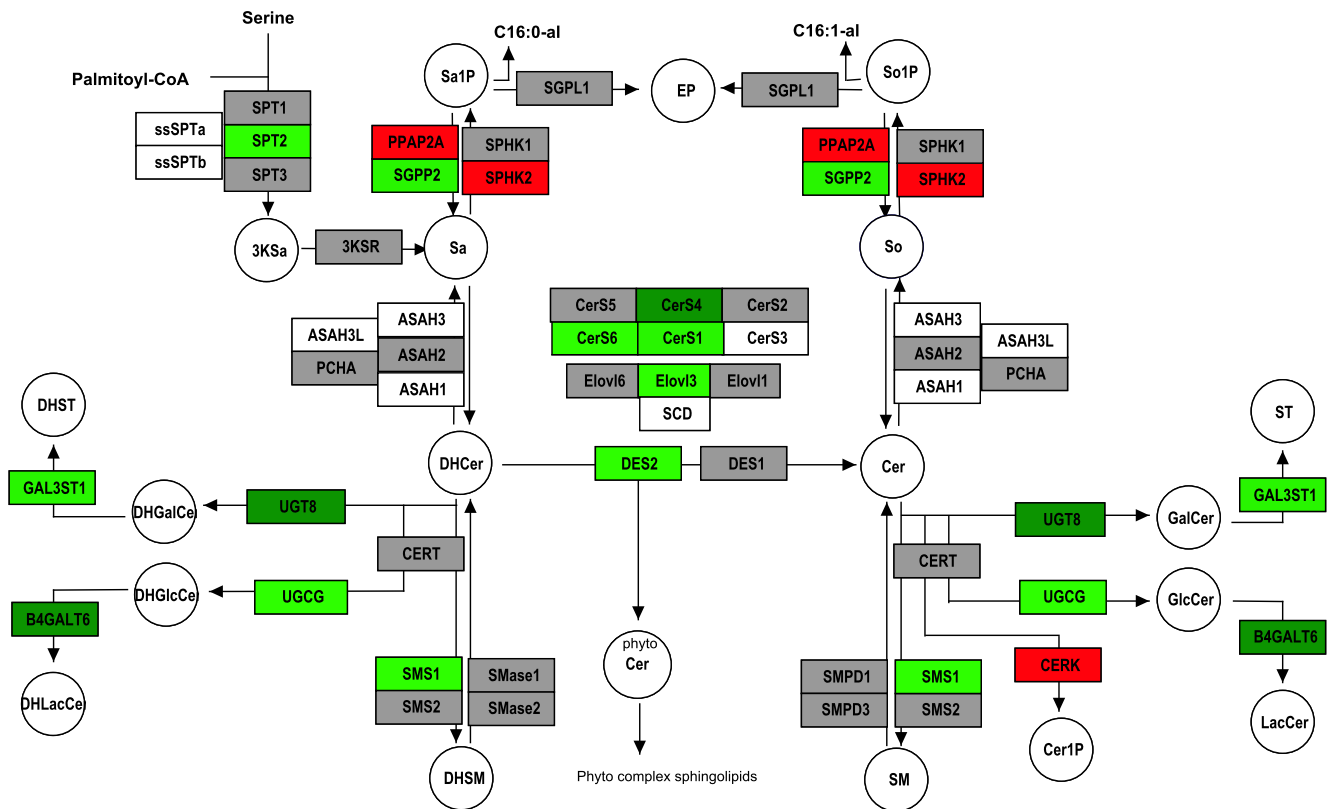 Serine
Palmitoyl-CoA
ssSPTa
ssSPTb
SPT1
SPT2
SPT3
3KSa
3KSR
Sa
Sa1P
C16:0-al
SGPL1
EP
SGPL1
C16:1-al
So1P
PPAP2A
SPHK1
SGPP2
SPHK2
PPAP2A
SPHK1
SGPP2
SPHK2
So
CerS5
CerS4
CerS2
CerS6
CerS1
CerS3
Elovl6
Elovl3
Elovl1
SCD
ASAH3L
PCHA
ASAH3
ASAH2
ASAH1
ASAH3
ASAH2
ASAH1
ASAH3L
PCHA
DHST
GAL3ST1
DHGalCe
UGT8
DHCer
DES2
DES1
Cer
UGT8
GalCer
GAL3ST1
ST
CERT
CERT
DHGlcCe
UGCG
B4GALT6
DHLacCe
UGCG
GlcCer
B4GALT6
LacCer
CERK
Cer1P
SMS1
SMase1
SMS2
SMase2
DHSM
phyto
Cer
Phyto complex sphingolipids
SMPD1
SMS1
SMPD3
SMS2
SM